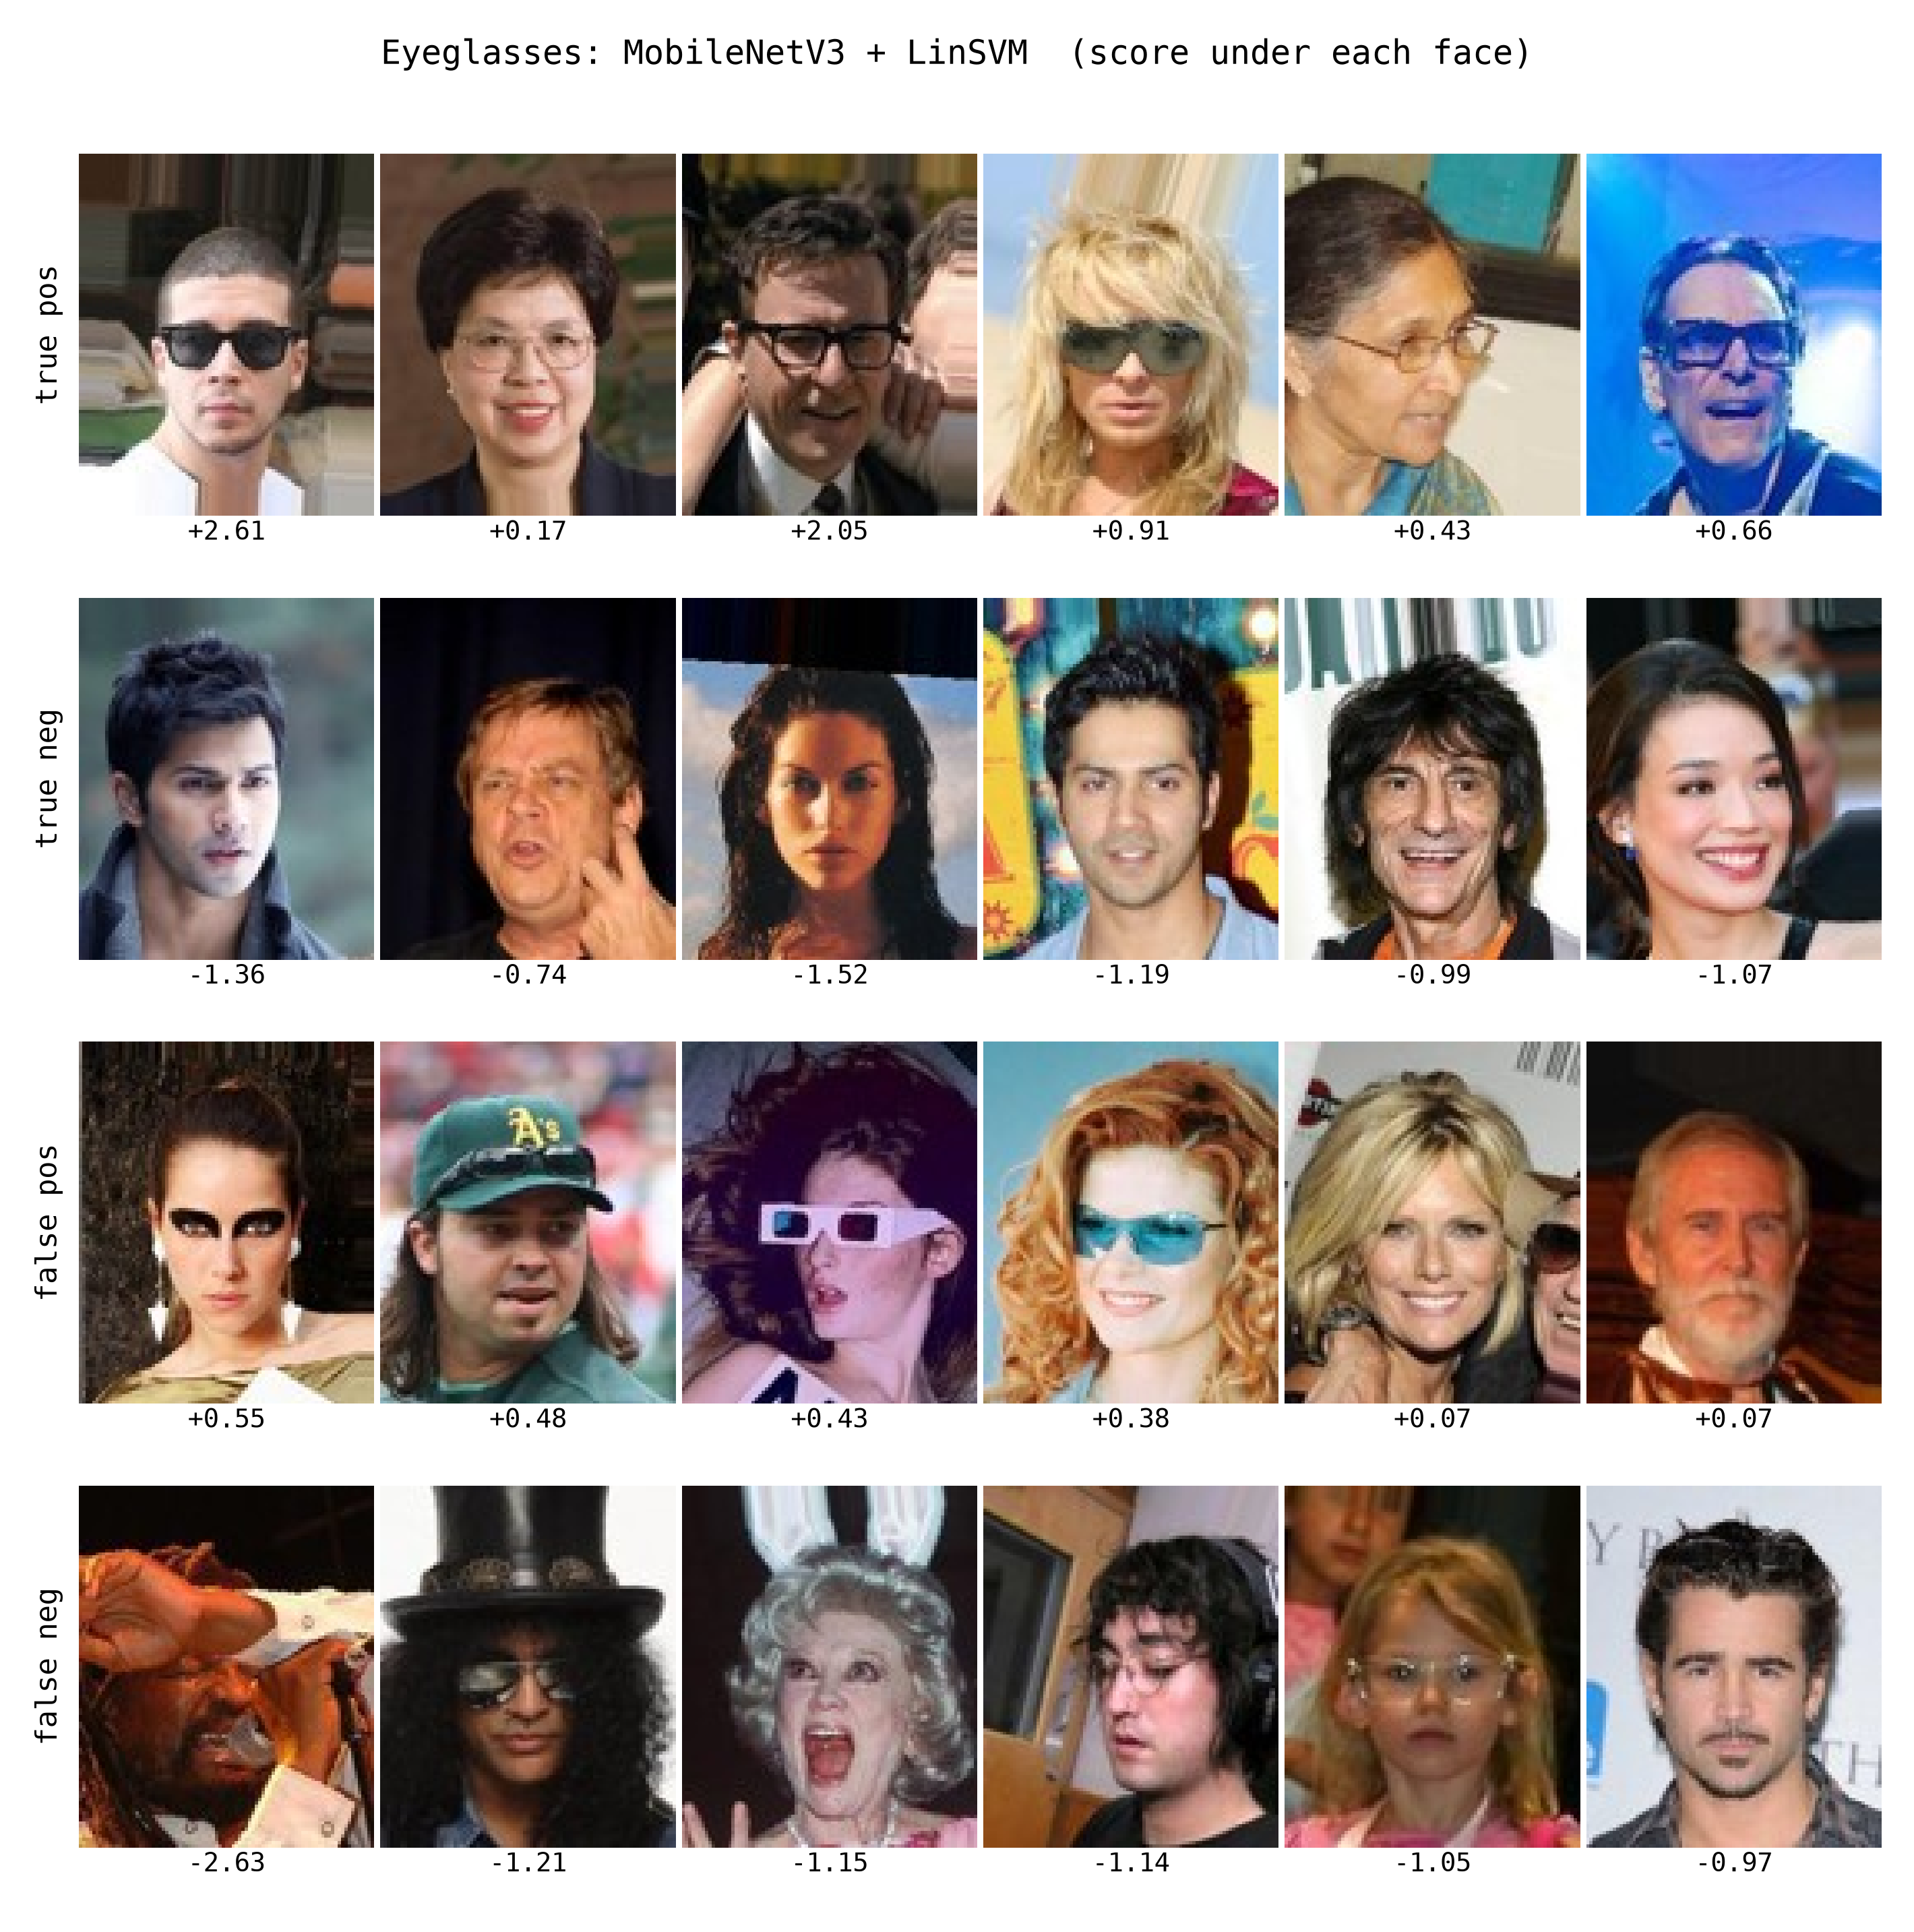 Eyeglasses: MobileNetV3 + LinSVM  (score under each face)
true pos
+2.61 +0.17 +2.05 +0.91 +0.43 +0.66
true neg
-1.36 -0.74 -1.52 -1.19 -0.99 -1.07
false pos
A's
+0.55 +0.48 +0.43 +0.38 +0.07 +0.07
false neg
-2.63 -1.21 -1.15 -1.14 -1.05 -0.97